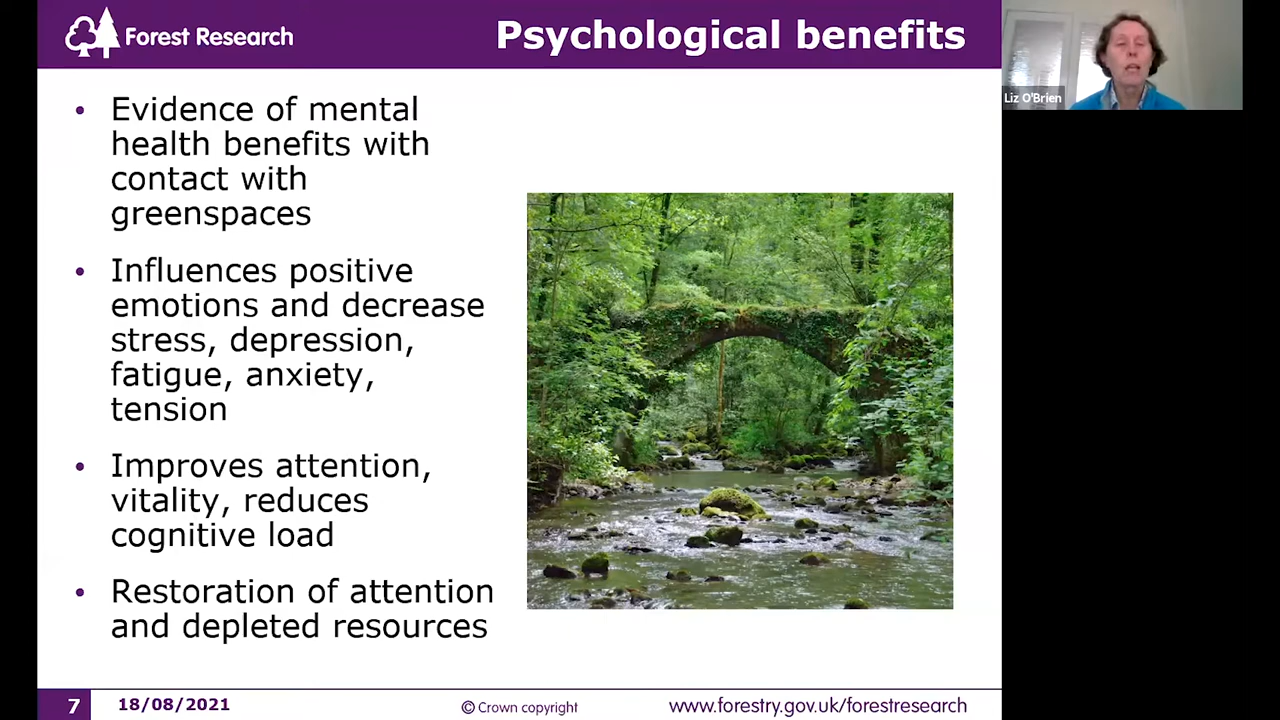 Forest Research
Psychological benefits
Liz O'Brien
• Evidence of mental
health benefits with
contact with
greenspaces
• Influences positive
emotions and decrease
stress, depression,
fatigue, anxiety,
tension
• Improves attention,
vitality, reduces
cognitive load
• Restoration of attention
and depleted resources
7
18/08/2021
© Crown copyright
www.forestry.gov.uk/forestresearch